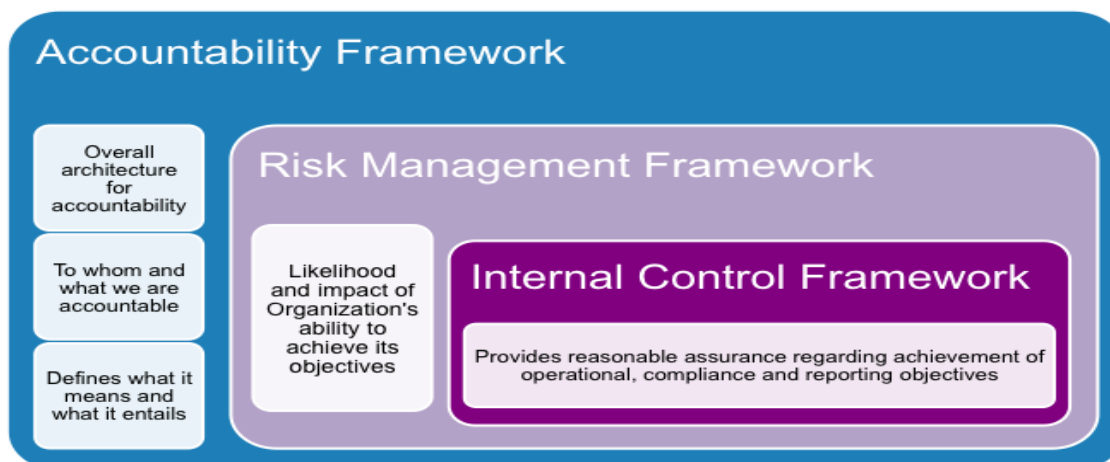 Accountability Framework
Overall
architecture
for
accountability
To whom and
what we are
accountable
Defines what it
means and
what it entails
Risk Management Framework
Likelihood
and impact of
Organization's
ability to
achieve its
objectives
Internal Control Framework
Provides reasonable assurance regarding achievement of
operational, compliance and reporting objectives